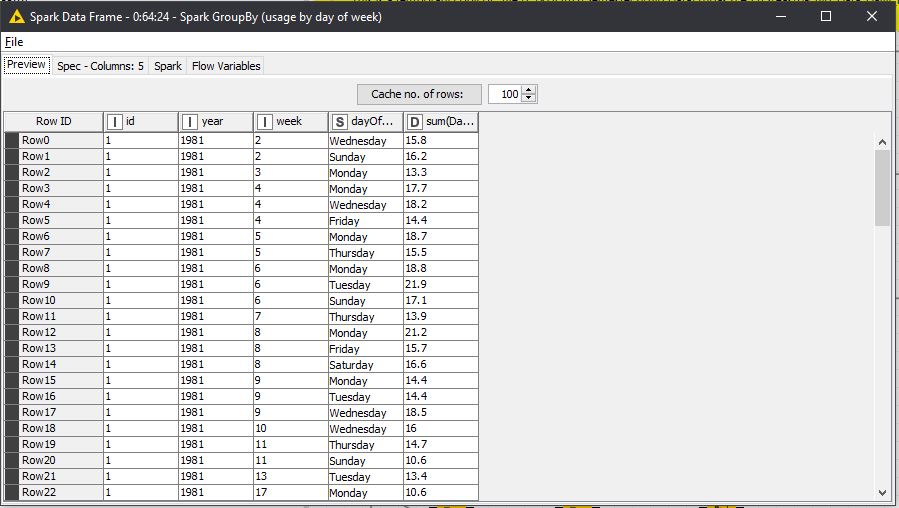 Spark Data Frame - 0:64:24 - Spark GroupBy (usage by day of week)
File
Preview Spec - Columns: 5 Spark Flow Variables
Cache no. of rows: 100
Row ID I id I year I week S dayOf... D sum(Da...
Row0 1 1981 2 Wednesday 15.8
Row1 1 1981 2 Sunday 16.2
Row2 1 1981 3 Monday 13.3
Row3 1 1981 4 Monday 17.7
Row4 1 1981 4 Wednesday 18.2
Row5 1 1981 4 Friday 14.4
Row6 1 1981 5 Monday 18.7
Row7 1 1981 5 Thursday 15.5
Row8 1 1981 6 Monday 18.8
Row9 1 1981 6 Tuesday 21.9
Row10 1 1981 6 Sunday 17.1
Row11 1 1981 7 Thursday 13.9
Row12 1 1981 8 Monday 21.2
Row13 1 1981 8 Friday 15.7
Row14 1 1981 8 Saturday 16.6
Row15 1 1981 9 Monday 14.4
Row16 1 1981 9 Tuesday 14.4
Row17 1 1981 9 Wednesday 18.5
Row18 1 1981 10 Wednesday 16
Row19 1 1981 11 Thursday 14.7
Row20 1 1981 11 Sunday 10.6
Row21 1 1981 13 Tuesday 13.4
Row22 1 1981 17 Monday 10.6